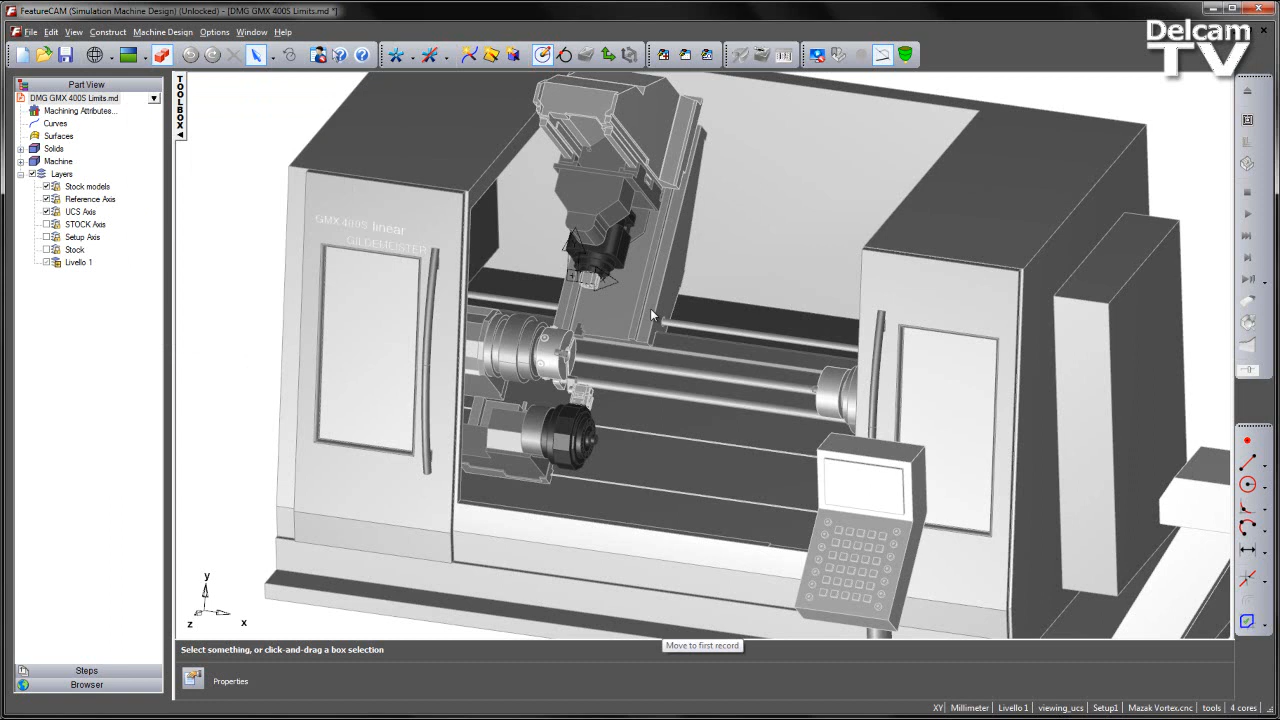 FeatureCAM (Simulation Machine Design) (Unlocked) - [DMG GMX 400S Limits.md *]
File Edit View Construct Machine Design Options Window Help
Delcam
TV
Part View
DMG GMX 400S Limits.md
Machining Attributes...
Curves
Surfaces
Solids
Machine
Layers
Stock models
Reference Axis
UCS Axis
STOCK Axis
Setup Axis
Stock
Livello 1
TOOLBOX
GMX 400S linear
GILDEMEISTER
y
z
x
Move to first record
Select something, or click-and-drag a box selection
Properties
Steps
Browser
XY Millimeter Livello 1 viewing_ucs Setup1 Mazak Vortex.cnc tools 4 cores